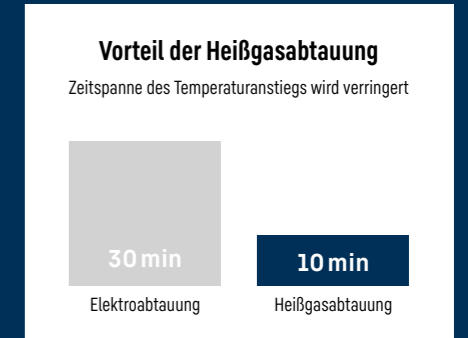 Vorteil der Heißgasabtauung
Zeitspanne des Temperaturanstiegs wird verringert
30 min
10 min
Elektroabtauung
Heißgasabtauung